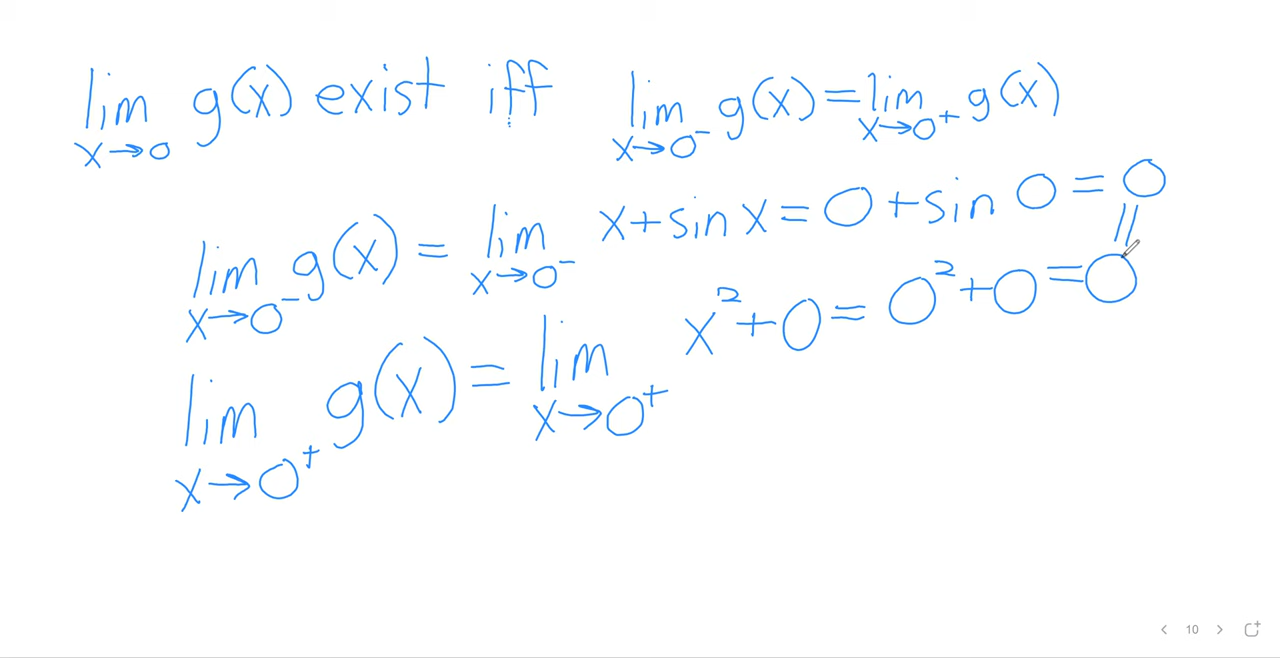 lim x→0 g(x) exist iff lim x→0⁻ g(x) = lim x→0⁺ g(x)
lim x→0⁻ g(x) = lim x→0⁻ x + sin x = 0 + sin 0 = 0
||
lim x→0⁺ g(x) = lim x→0⁺ x² + 0 = 0² + 0 = 0
10